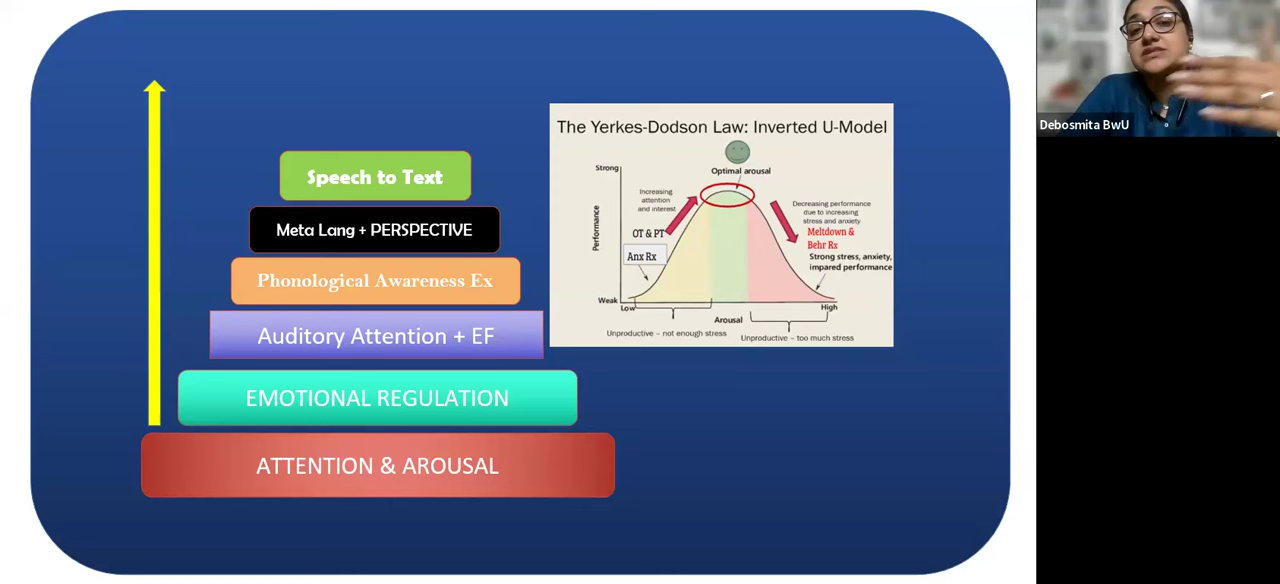 Speech to Text
Meta Lang + PERSPECTIVE
Phonological Awareness Ex
Auditory Attention + EF
EMOTIONAL REGULATION
ATTENTION & AROUSAL
The Yerkes-Dodson Law: Inverted U-Model
Optimal arousal
Strong
Increasing
attention
and interest
Decreasing performance
due to increasing
stress and anxiety
OT & PT
Meltdown &
Behr Rx
Anx Rx
Strong stress, anxiety,
impared performance
Performance
Weak
Low
Arousal
High
Unproductive – not enough stress
Unproductive – too much stress
Debosmita BwU